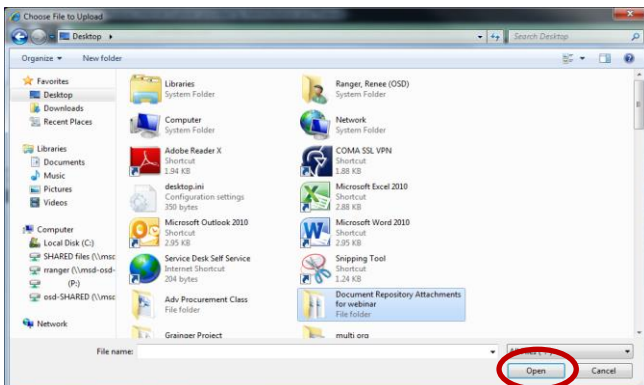 Choose File to Upload
Desktop
Search Desktop
Organize
New folder
Favorites
Desktop
Downloads
Recent Places
Libraries
Documents
Music
Pictures
Videos
Computer
Local Disk (C:)
SHARED files (\\msc
rranger (\\msd-osd-
(P:)
osd-SHARED (\\msc
Network
Libraries
System Folder
Ranger, Renee (OSD)
System Folder
Computer
System Folder
Network
System Folder
Adobe Reader X
Shortcut
1.94 KB
COMA SSL VPN
Shortcut
1.88 KB
desktop.ini
Configuration settings
350 bytes
Microsoft Excel 2010
Shortcut
2.88 KB
Microsoft Outlook 2010
Shortcut
2.95 KB
Microsoft Word 2010
Shortcut
2.95 KB
Service Desk Self Service
Internet Shortcut
204 bytes
Snipping Tool
Shortcut
1.24 KB
Adv Procurement Class
File folder
Document Repository Attachments
for webinar
File folder
Grainger Project
multi org
File name:
Open
Cancel